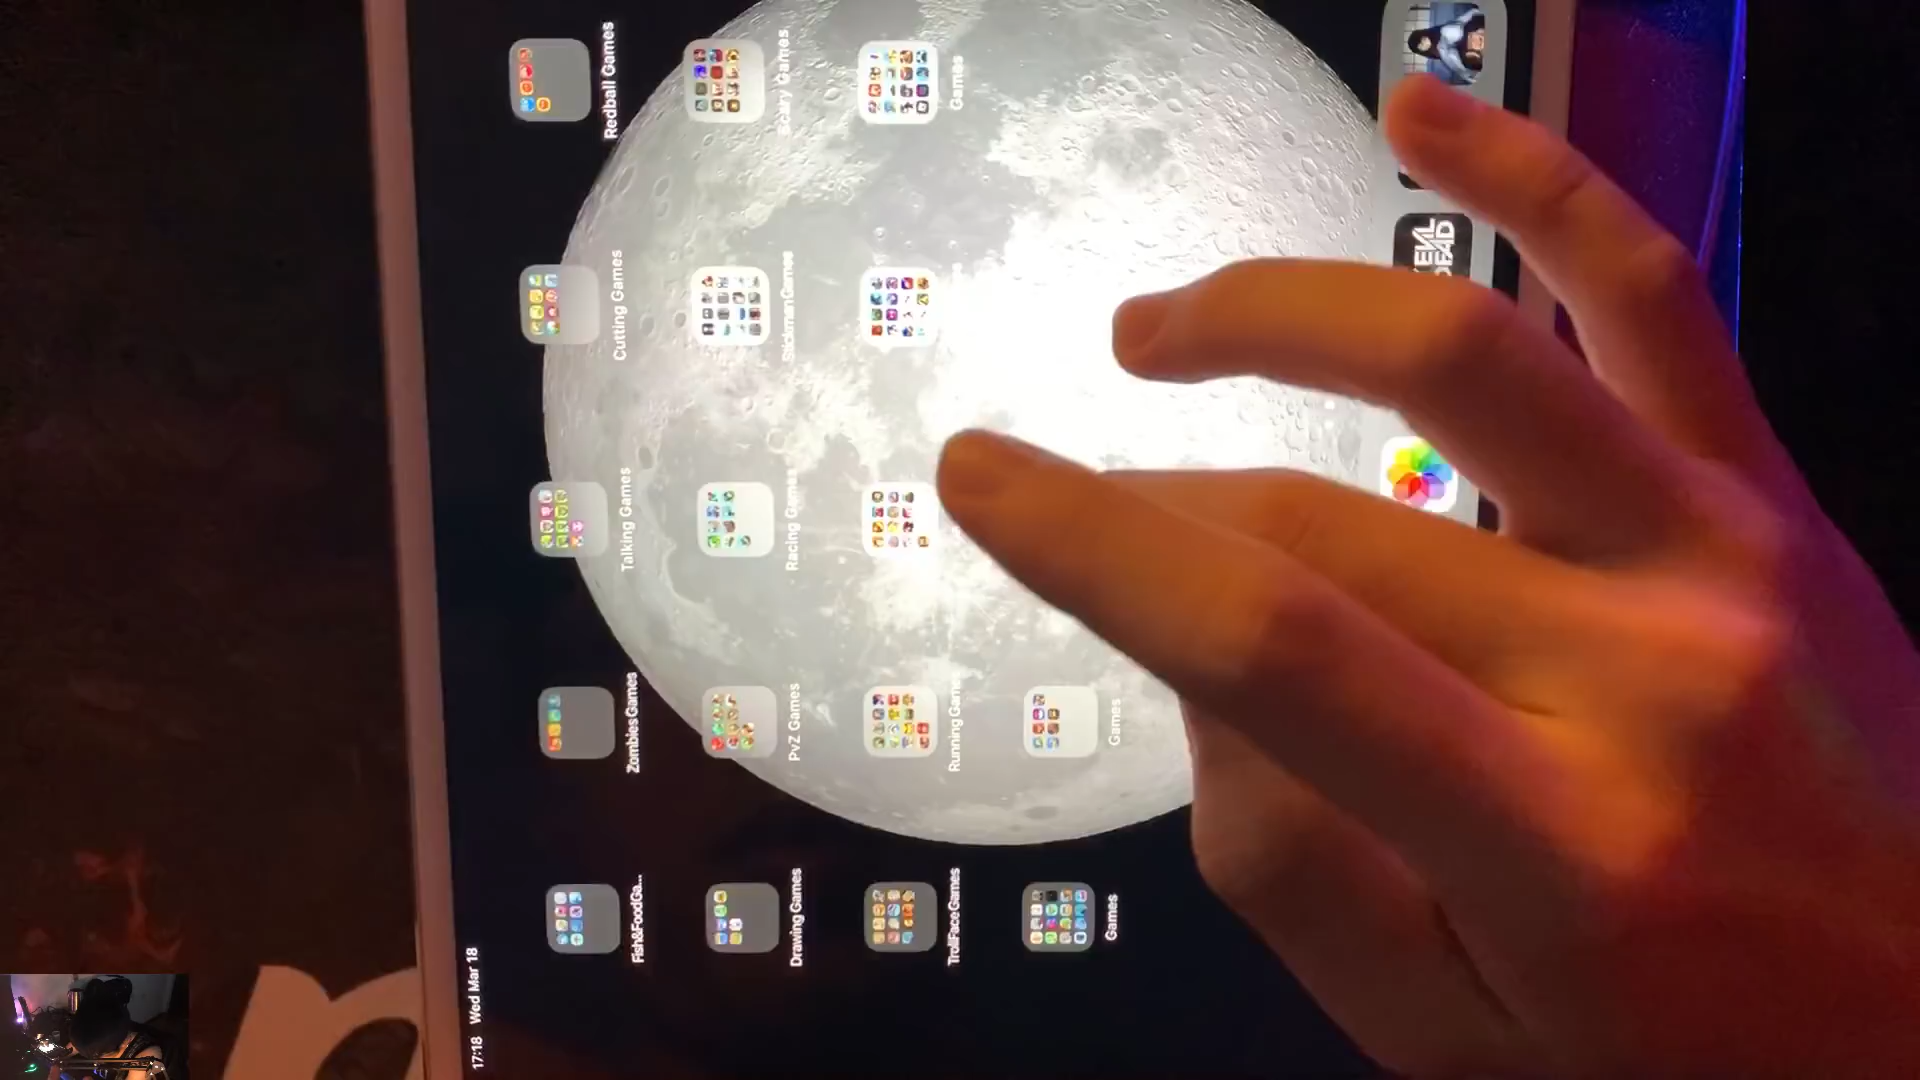 17:18 Wed Mar 18
Fish&FoodGa...
Zombies Games
Talking Games
Cutting Games
Redball Games
Drawing Games
PvZ Games
Racing Games
Stickman Games
Scary Games
TrollFace Games
Running Games
Games
Games
Games
EVIL
DEAD